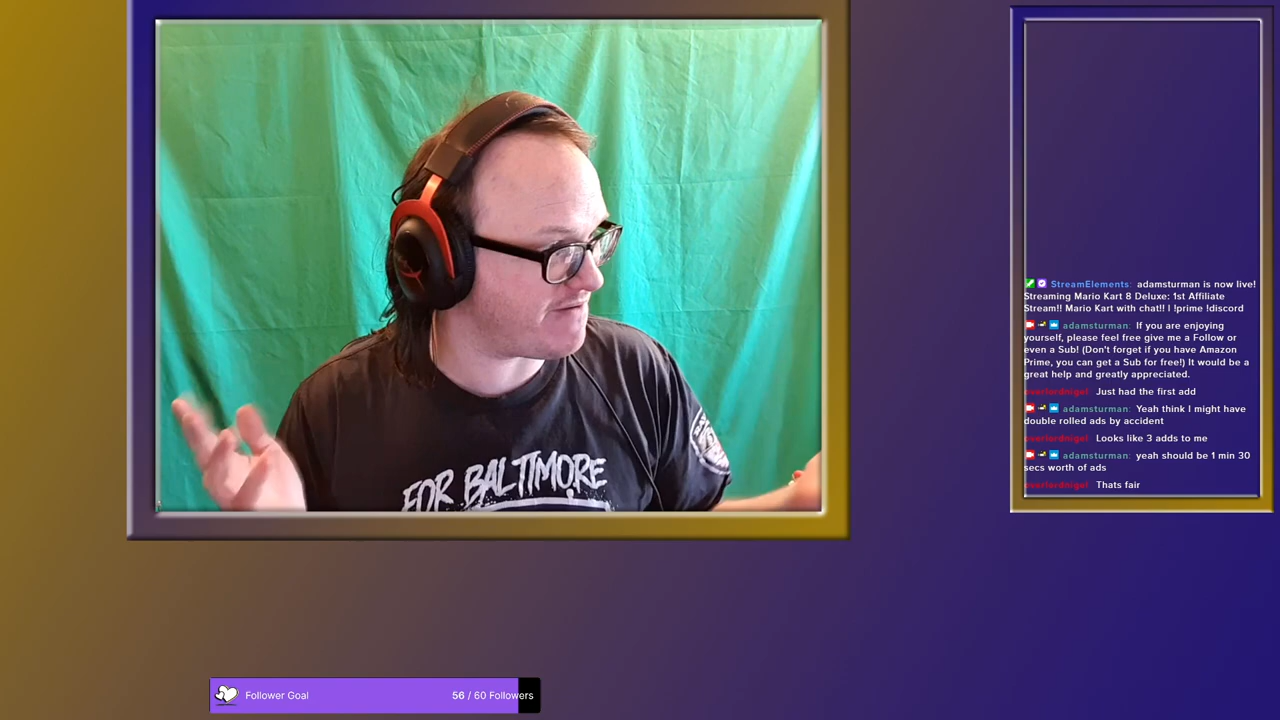 FOR BALTIMORE
StreamElements: adamsturman is now live!
Streaming Mario Kart 8 Deluxe: 1st Affiliate
Stream!! Mario Kart with chat!! | !prime !discord
adamsturman: If you are enjoying
yourself, please feel free give me a Follow or
even a Sub! (Don't forget if you have Amazon
Prime, you can get a Sub for free!) It would be a
great help and greatly appreciated.
overlordnigel Just had the first add
adamsturman: Yeah think I might have
double rolled ads by accident
overlordnigel Looks like 3 adds to me
adamsturman: yeah should be 1 min 30
secs worth of ads
overlordnigel Thats fair
Follower Goal 56 / 60 Followers